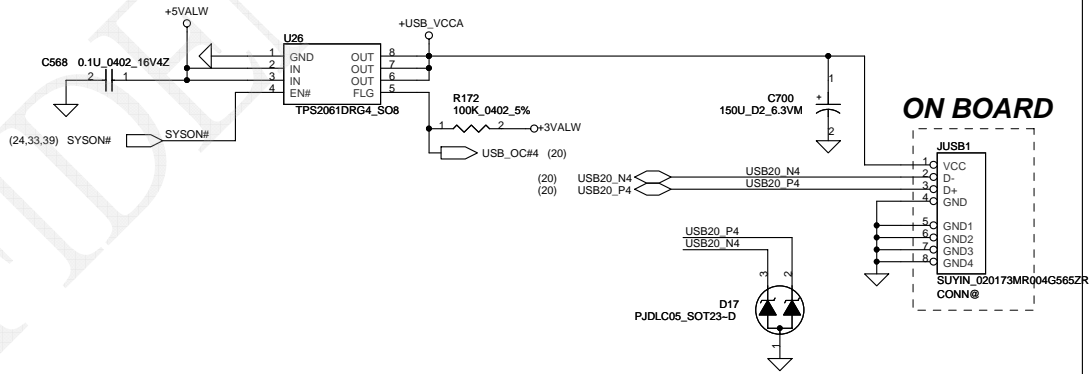 +5VALW
+USB_VCCA
U26
C568 0.1U_0402_16V4Z
2 1
1 GND OUT 8
2 IN OUT 7
3 IN OUT 6
4 EN# FLG 5
TPS2061DRG4_SO8
R172
100K_0402_5%
1 2 +3VALW
(24,33,39) SYSON# SYSON#
USB_OC#4 (20)
1
+
C700
150U_D2_6.3VM
2
ON BOARD
JUSB1
1 VCC
2 D-
3 D+
4 GND
5 GND1
6 GND2
7 GND3
8 GND4
SUYIN_020173MR004G565ZR
CONN@
(20) USB20_N4 USB20_N4
(20) USB20_P4 USB20_P4
USB20_P4
USB20_N4
3 2
D17
PJDLC05_SOT23~D
1